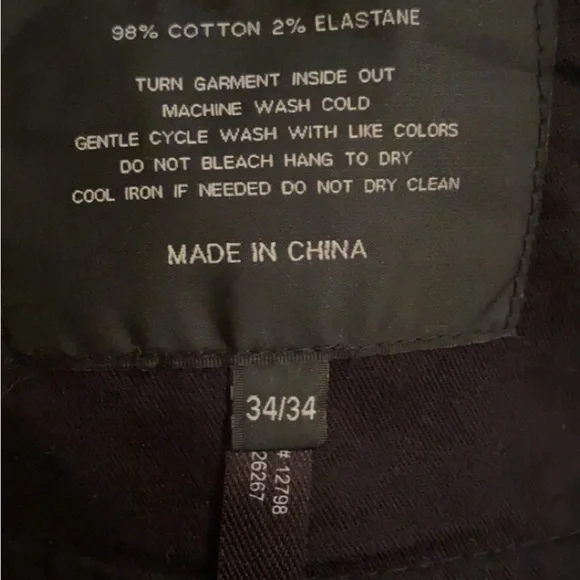 98% COTTON 2% ELASTANE
TURN GARMENT INSIDE OUT
MACHINE WASH COLD
GENTLE CYCLE WASH WITH LIKE COLORS
DO NOT BLEACH HANG TO DRY
COOL IRON IF NEEDED DO NOT DRY CLEAN
MADE IN CHINA
34/34
# 12798
26267